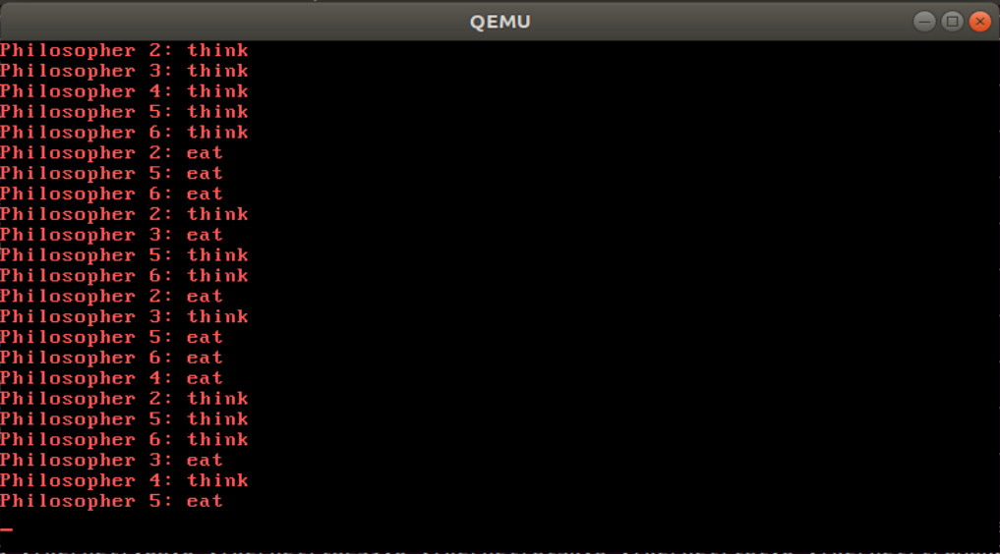 QEMU
Philosopher 2: think
Philosopher 3: think
Philosopher 4: think
Philosopher 5: think
Philosopher 6: think
Philosopher 2: eat
Philosopher 5: eat
Philosopher 6: eat
Philosopher 2: think
Philosopher 3: eat
Philosopher 5: think
Philosopher 6: think
Philosopher 2: eat
Philosopher 3: think
Philosopher 5: eat
Philosopher 6: eat
Philosopher 4: eat
Philosopher 2: think
Philosopher 5: think
Philosopher 6: think
Philosopher 3: eat
Philosopher 4: think
Philosopher 5: eat